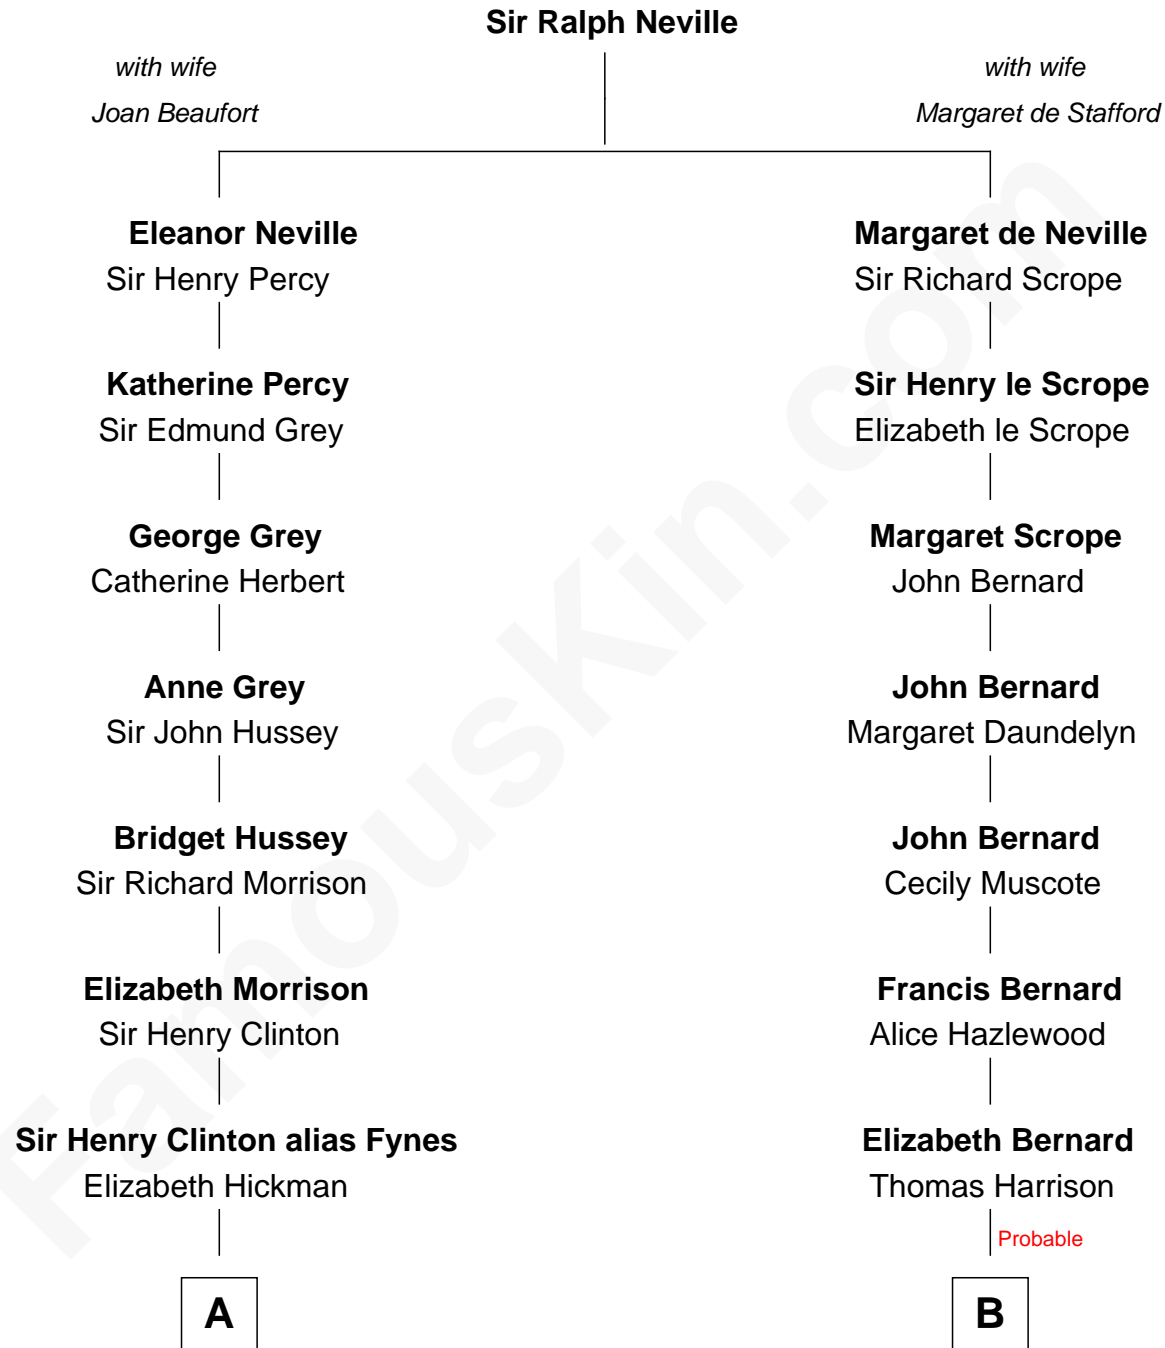 Sir Ralph Neville
with wife
Joan Beaufort
with wife
Margaret de Stafford
Eleanor Neville
Sir Henry Percy
Margaret de Neville
Sir Richard Scrope
Katherine Percy
Sir Edmund Grey
Sir Henry le Scrope
Elizabeth le Scrope
George Grey
Catherine Herbert
Margaret Scrope
John Bernard
Anne Grey
Sir John Hussey
John Bernard
Margaret Daundelyn
Bridget Hussey
Sir Richard Morrison
John Bernard
Cecily Muscote
Elizabeth Morrison
Sir Henry Clinton
Francis Bernard
Alice Hazlewood
Sir Henry Clinton alias Fynes
Elizabeth Hickman
Elizabeth Bernard
Thomas Harrison
Probable
A
B
FamousKin.com